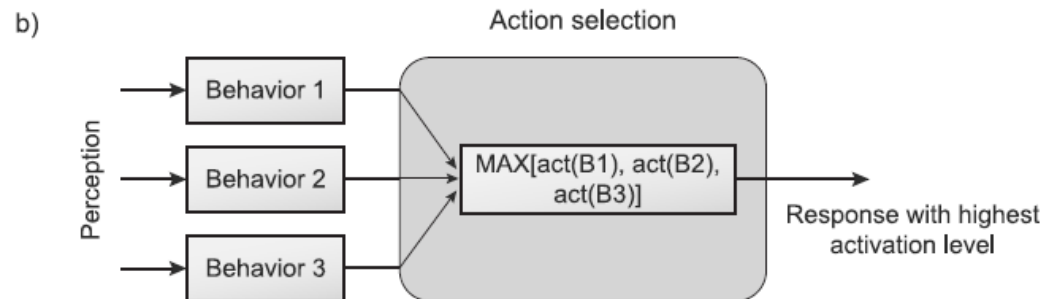 b)
Action selection
Perception
Behavior 1
Behavior 2
Behavior 3
MAX[act(B1), act(B2),
act(B3)]
Response with highest
activation level